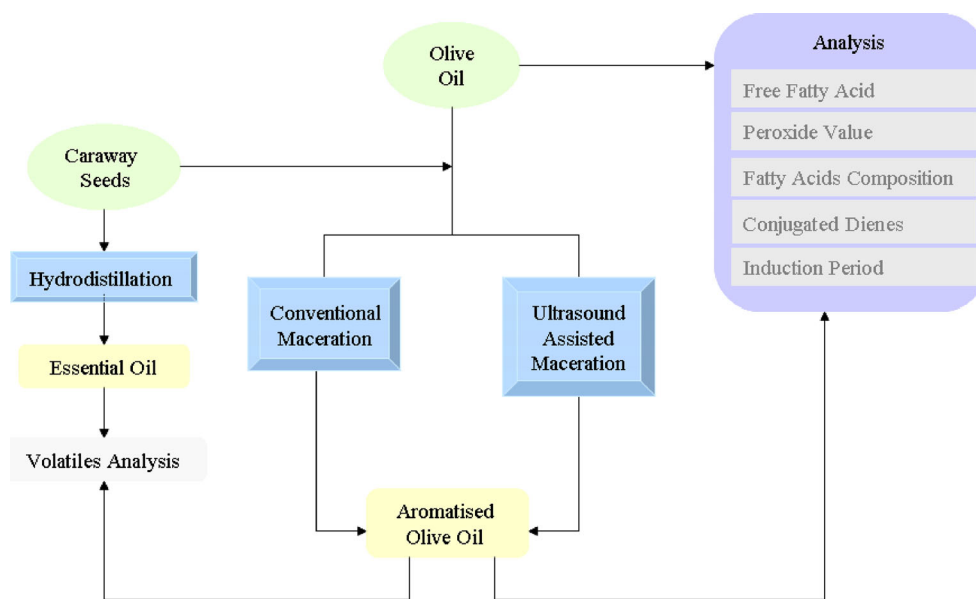 Olive
Oil
Analysis
Free Fatty Acid
Peroxide Value
Fatty Acids Composition
Conjugated Dienes
Induction Period
Caraway
Seeds
Hydrodistillation
Conventional
Maceration
Ultrasound
Assisted
Maceration
Essential Oil
Volatiles Analysis
Aromatised
Olive Oil